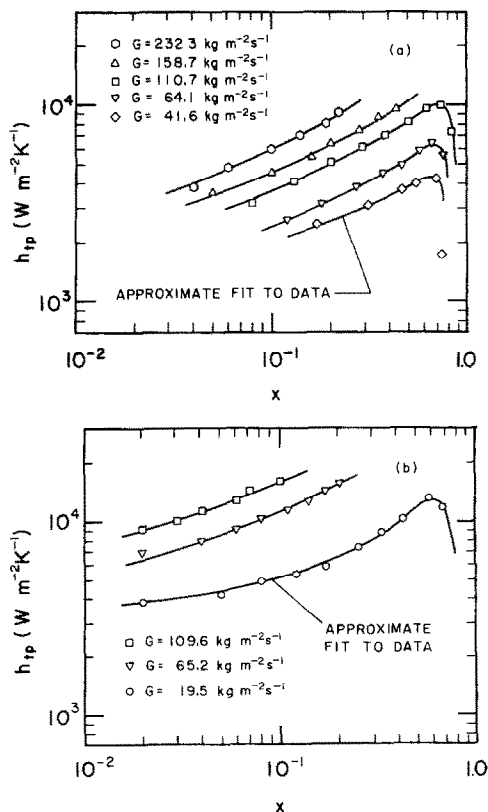 (a)
G = 232.3 kg m⁻²s⁻¹
G = 158.7 kg m⁻²s⁻¹
G = 110.7 kg m⁻²s⁻¹
G = 64.1 kg m⁻²s⁻¹
G = 41.6 kg m⁻²s⁻¹
10⁴
h_tp (W m⁻²K⁻¹)
10³
APPROXIMATE FIT TO DATA
10⁻²
10⁻¹
1.0
x
(b)
10⁴
h_tp (W m⁻²K⁻¹)
10³
APPROXIMATE
FIT TO DATA
G = 109.6 kg m⁻²s⁻¹
G = 65.2 kg m⁻²s⁻¹
G = 19.5 kg m⁻²s⁻¹
10⁻²
10⁻¹
1.0
x